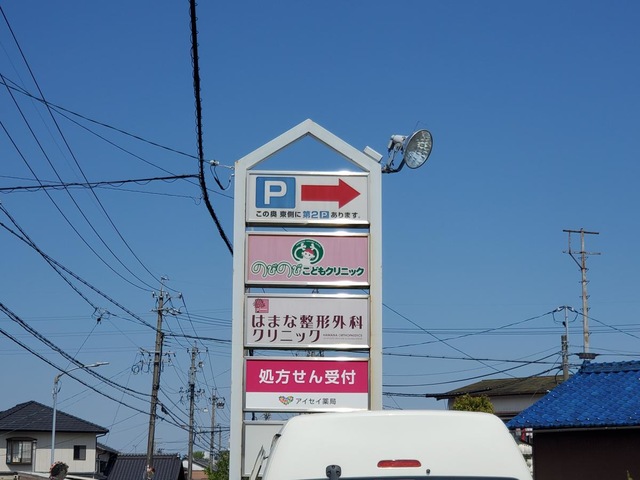 P
この奥 東側に 第2P あります。
のびのびこどもクリニック
はまな整形外科
クリニック
処方せん受付
アイセイ薬局